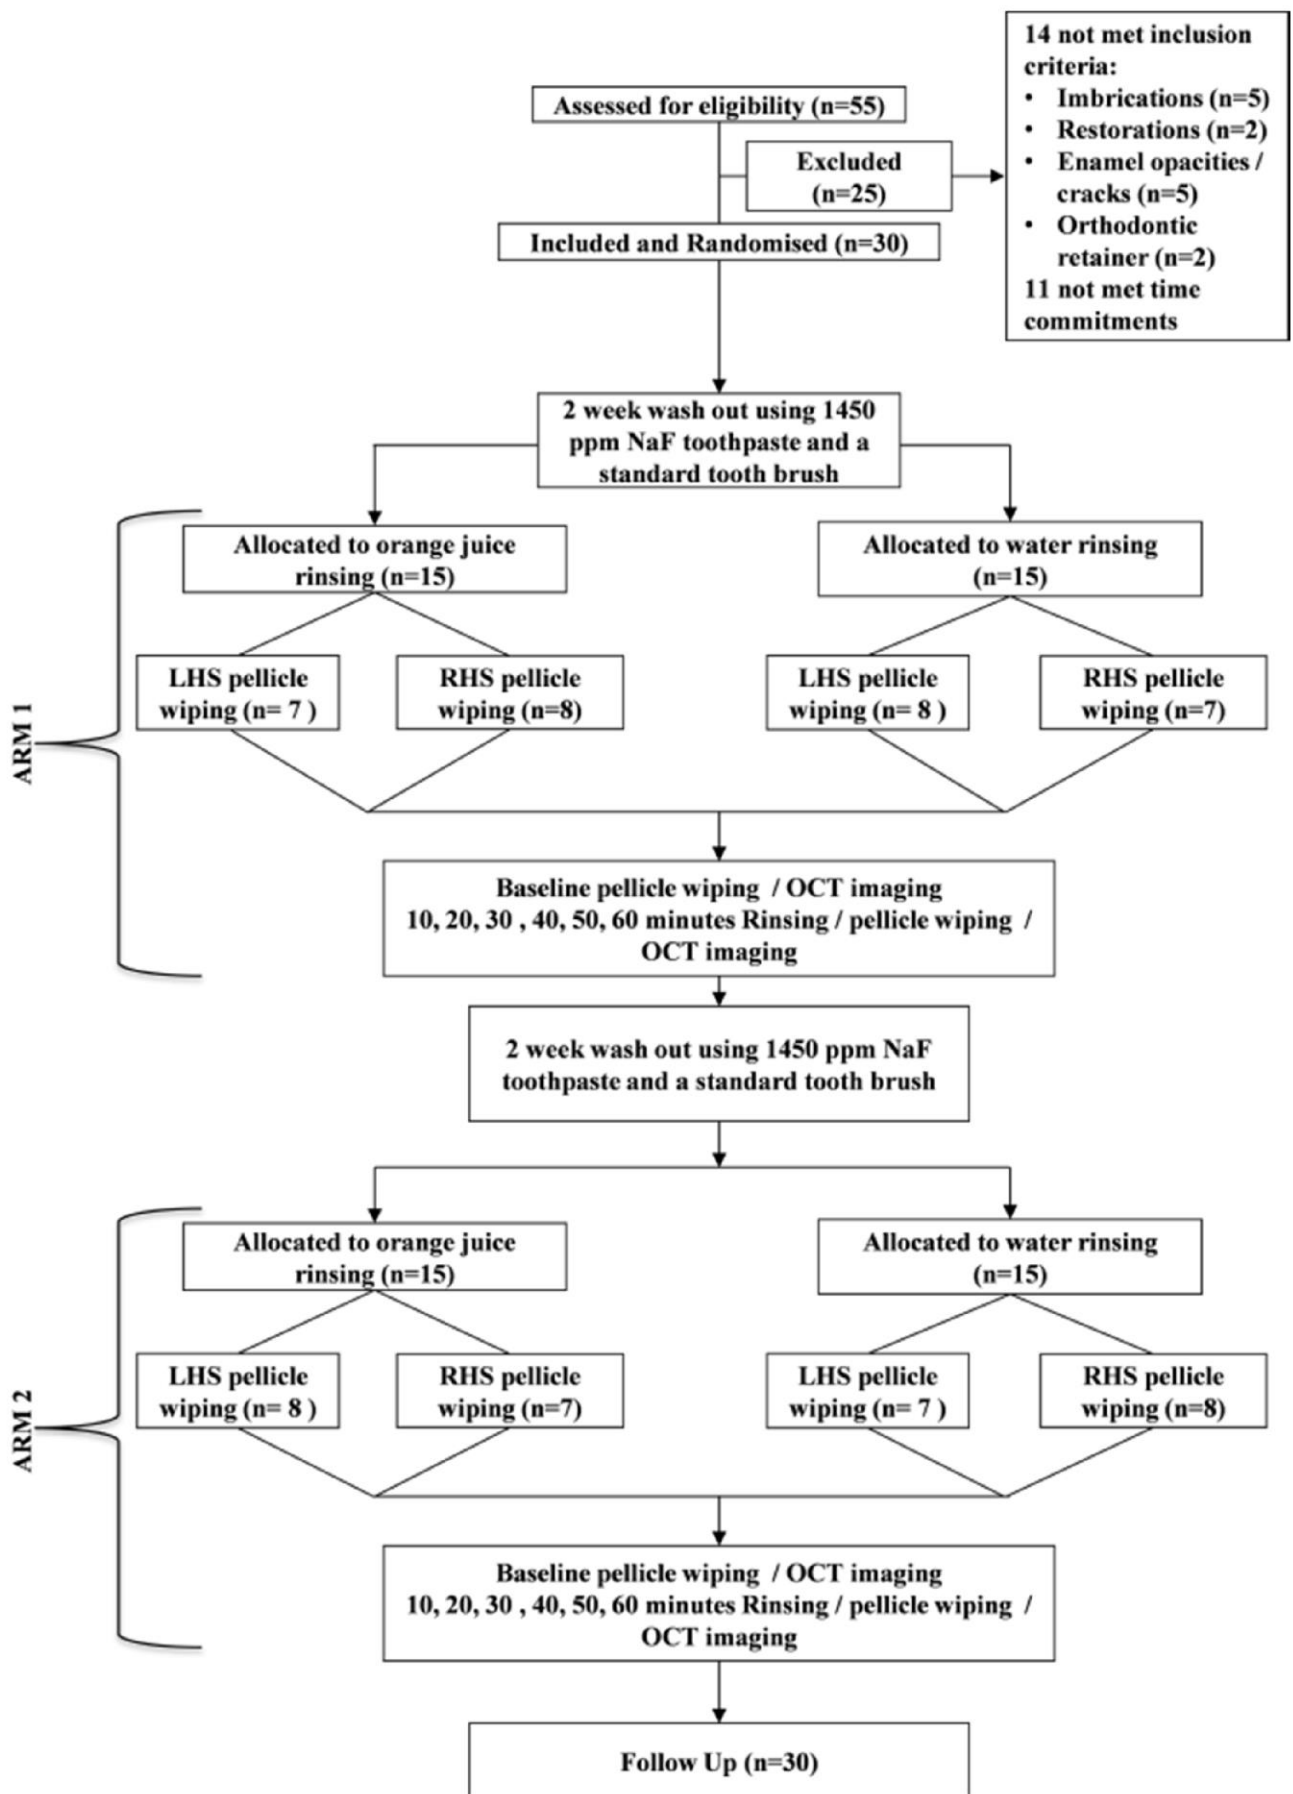 14 not met inclusion
criteria:
• Imbrications (n=5)
• Restorations (n=2)
• Enamel opacities /
cracks (n=5)
• Orthodontic
retainer (n=2)
11 not met time
commitments
Assessed for eligibility (n=55)
Excluded
(n=25)
Included and Randomised (n=30)
2 week wash out using 1450
ppm NaF toothpaste and a
standard tooth brush
ARM 1
Allocated to orange juice
rinsing (n=15)
Allocated to water rinsing
(n=15)
LHS pellicle
wiping (n= 7 )
RHS pellicle
wiping (n=8)
LHS pellicle
wiping (n= 8 )
RHS pellicle
wiping (n=7)
Baseline pellicle wiping / OCT imaging
10, 20, 30 , 40, 50, 60 minutes Rinsing / pellicle wiping /
OCT imaging
2 week wash out using 1450 ppm NaF
toothpaste and a standard tooth brush
ARM 2
Allocated to orange juice
rinsing (n=15)
Allocated to water rinsing
(n=15)
LHS pellicle
wiping (n= 8 )
RHS pellicle
wiping (n=7)
LHS pellicle
wiping (n= 7 )
RHS pellicle
wiping (n=8)
Baseline pellicle wiping / OCT imaging
10, 20, 30 , 40, 50, 60 minutes Rinsing / pellicle wiping /
OCT imaging
Follow Up (n=30)